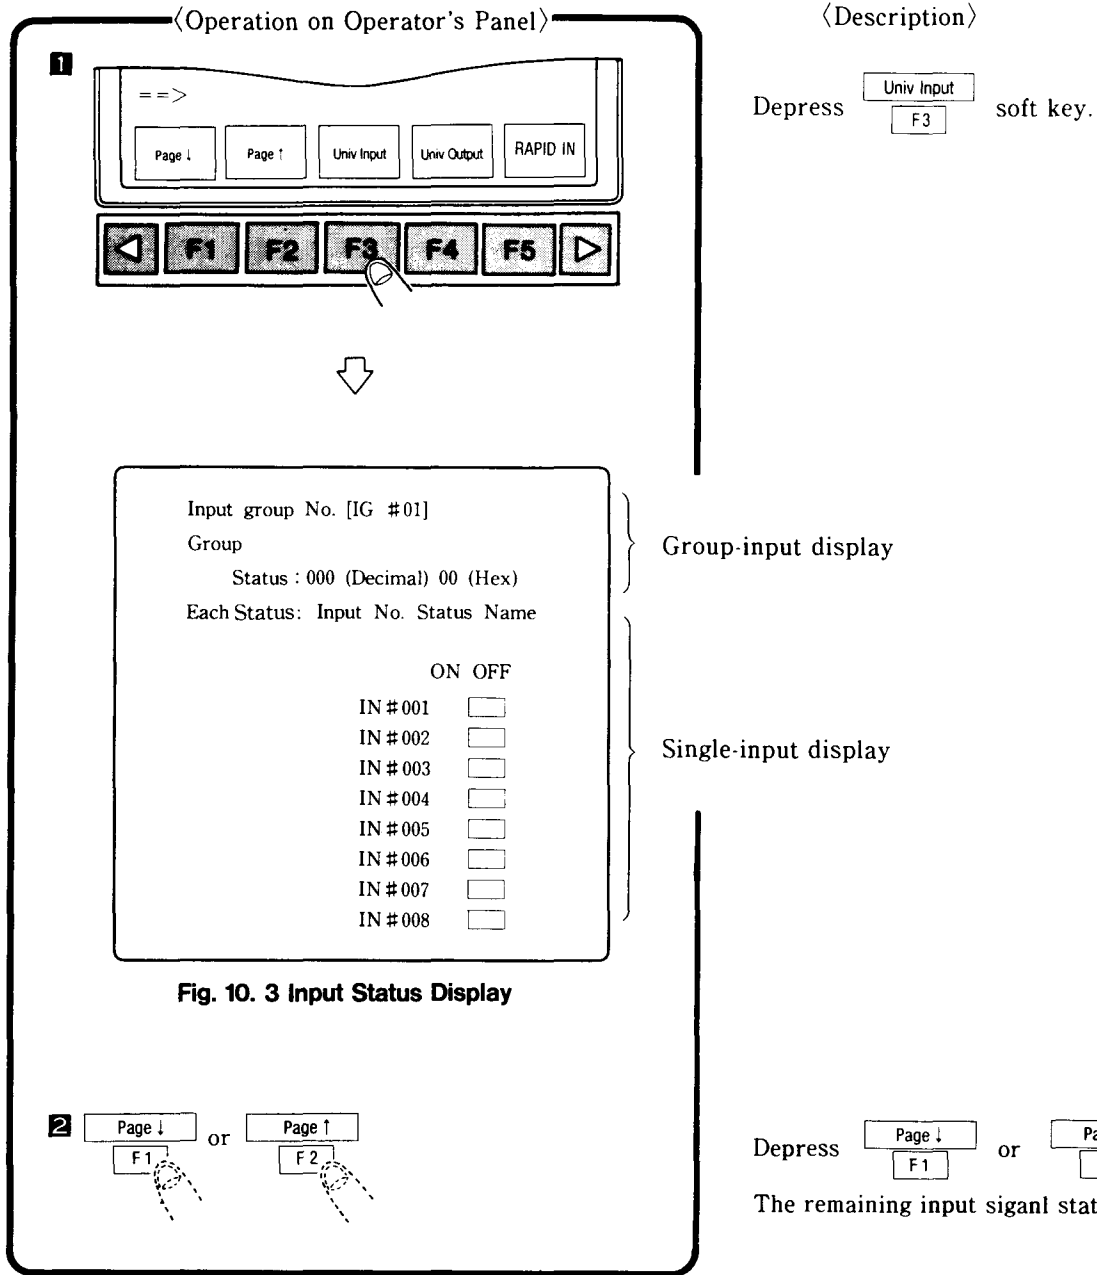 〈Operation on Operator's Panel〉
〈Description〉
1
==>
Page ↓ Page ↑ Univ Input Univ Output RAPID IN
F1 F2 F3 F4 F5
Depress Univ Input F3 soft key.
Input group No. [IG #01]
Group
Status : 000 (Decimal) 00 (Hex)
Each Status: Input No. Status Name
ON OFF
IN#001
IN#002
IN#003
IN#004
IN#005
IN#006
IN#007
IN#008
Group-input display
Single-input display
Fig. 10. 3 Input Status Display
2 Page ↓ F1 or Page ↑ F2
Depress Page ↓ F1 or
The remaining input siganl